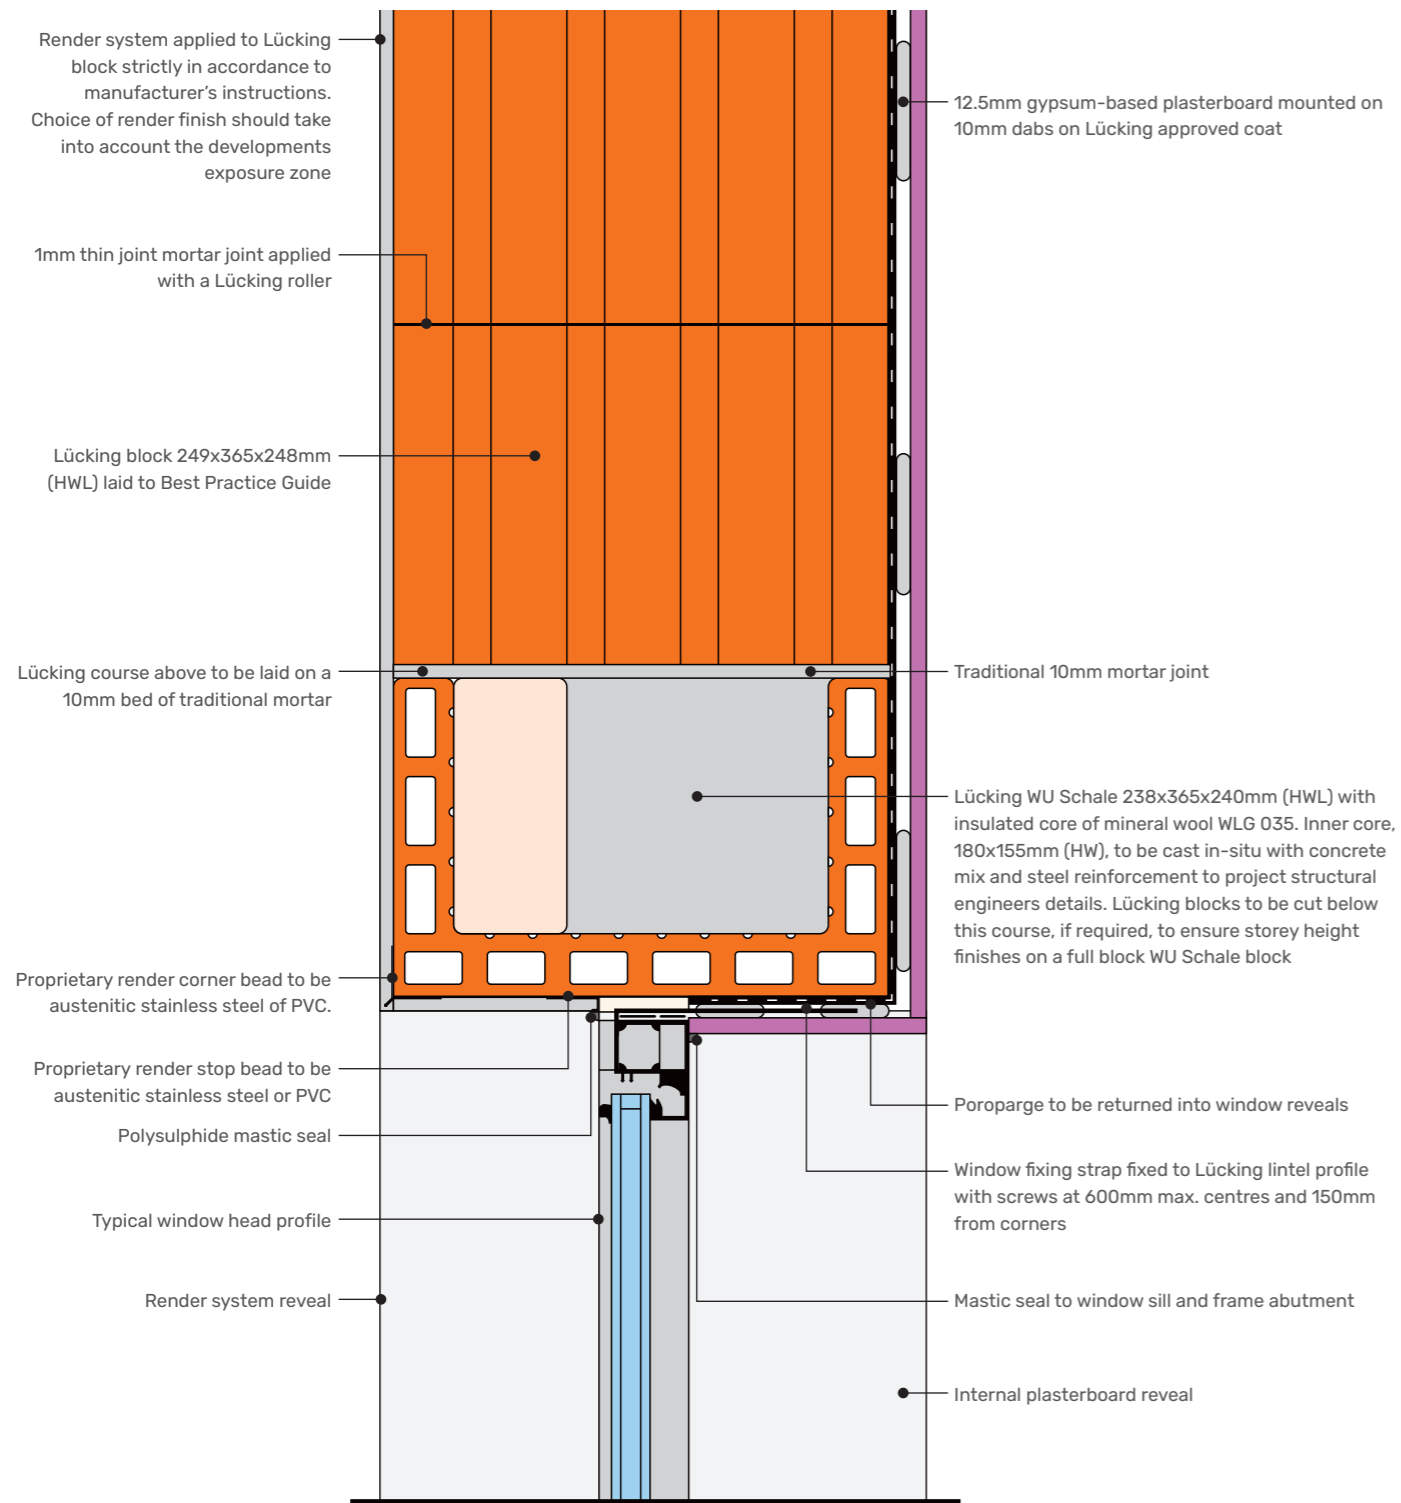 Render system applied to Lücking
block strictly in accordance to
manufacturer's instructions.
Choice of render finish should take
into account the developments
exposure zone
1mm thin joint mortar joint applied
with a Lücking roller
Lücking block 249x365x248mm
(HWL) laid to Best Practice Guide
Lücking course above to be laid on a
10mm bed of traditional mortar
Proprietary render corner bead to be
austenitic stainless steel of PVC.
Proprietary render stop bead to be
austenitic stainless steel or PVC
Polysulphide mastic seal
Typical window head profile
Render system reveal
12.5mm gypsum-based plasterboard mounted on
10mm dabs on Lücking approved coat
Traditional 10mm mortar joint
Lücking WU Schale 238x365x240mm (HWL) with
insulated core of mineral wool WLG 035. Inner core,
180x155mm (HW), to be cast in-situ with concrete
mix and steel reinforcement to project structural
engineers details. Lücking blocks to be cut below
this course, if required, to ensure storey height
finishes on a full block WU Schale block
Poroparge to be returned into window reveals
Window fixing strap fixed to Lücking lintel profile
with screws at 600mm max. centres and 150mm
from corners
Mastic seal to window sill and frame abutment
Internal plasterboard reveal